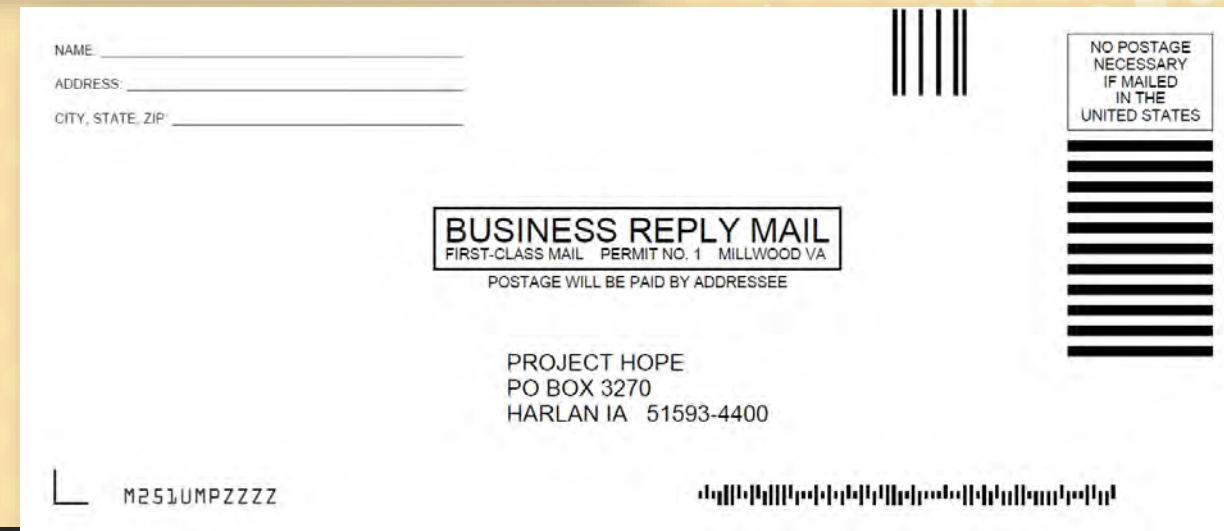 NAME:
ADDRESS:
CITY, STATE, ZIP:
NO POSTAGE
NECESSARY
IF MAILED
IN THE
UNITED STATES
BUSINESS REPLY MAIL
FIRST-CLASS MAIL PERMIT NO. 1 MILLWOOD VA
POSTAGE WILL BE PAID BY ADDRESSEE
PROJECT HOPE
PO BOX 3270
HARLAN IA 51593-4400
M251UMPZZZZ